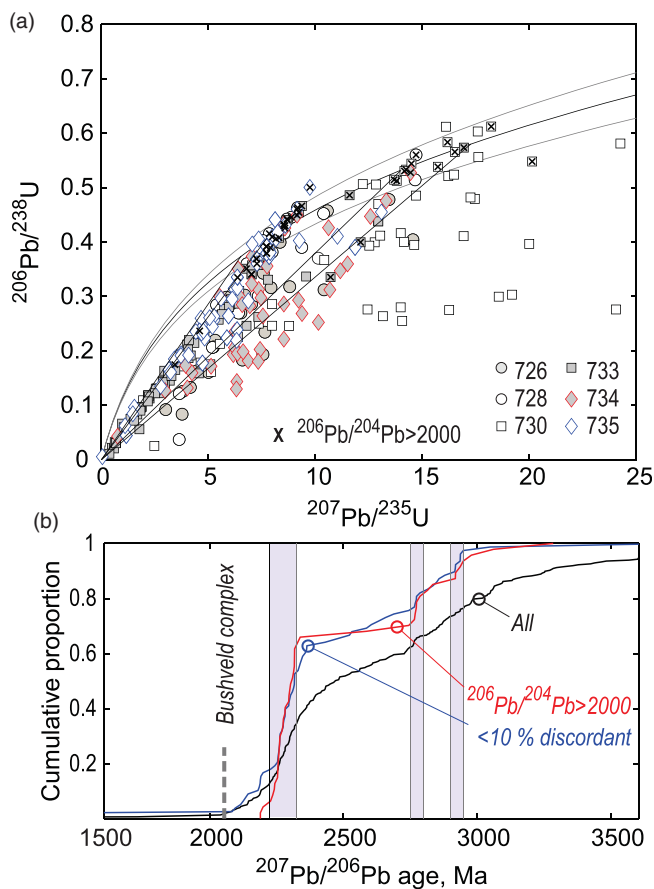 (a)
0.8
0.7
0.6
0.5
0.4
0.3
0.2
0.1
0
²⁰⁶Pb/²³⁸U
726 733
728 734
730 735
x ²⁰⁶Pb/²⁰⁴Pb>2000
0 5 10 15 20 25
²⁰⁷Pb/²³⁵U
(b)
1
0.8
0.6
0.4
0.2
Cumulative proportion
Bushveld complex
All
²⁰⁶Pb/²⁰⁴Pb>2000
<10 % discordant
1500 2000 2500 3000 3500
²⁰⁷Pb/²⁰⁶Pb age, Ma